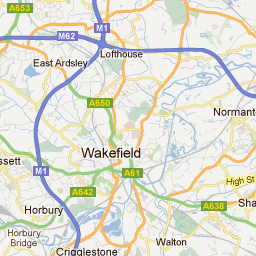 A653
M1
M62
Lofthouse
East Ardsley
A650
Normant
Wakefield
ssett
A61
M1
A642
High St
Horbury
A638
Sha
Horbury
Bridge
Walton
Crigglestone